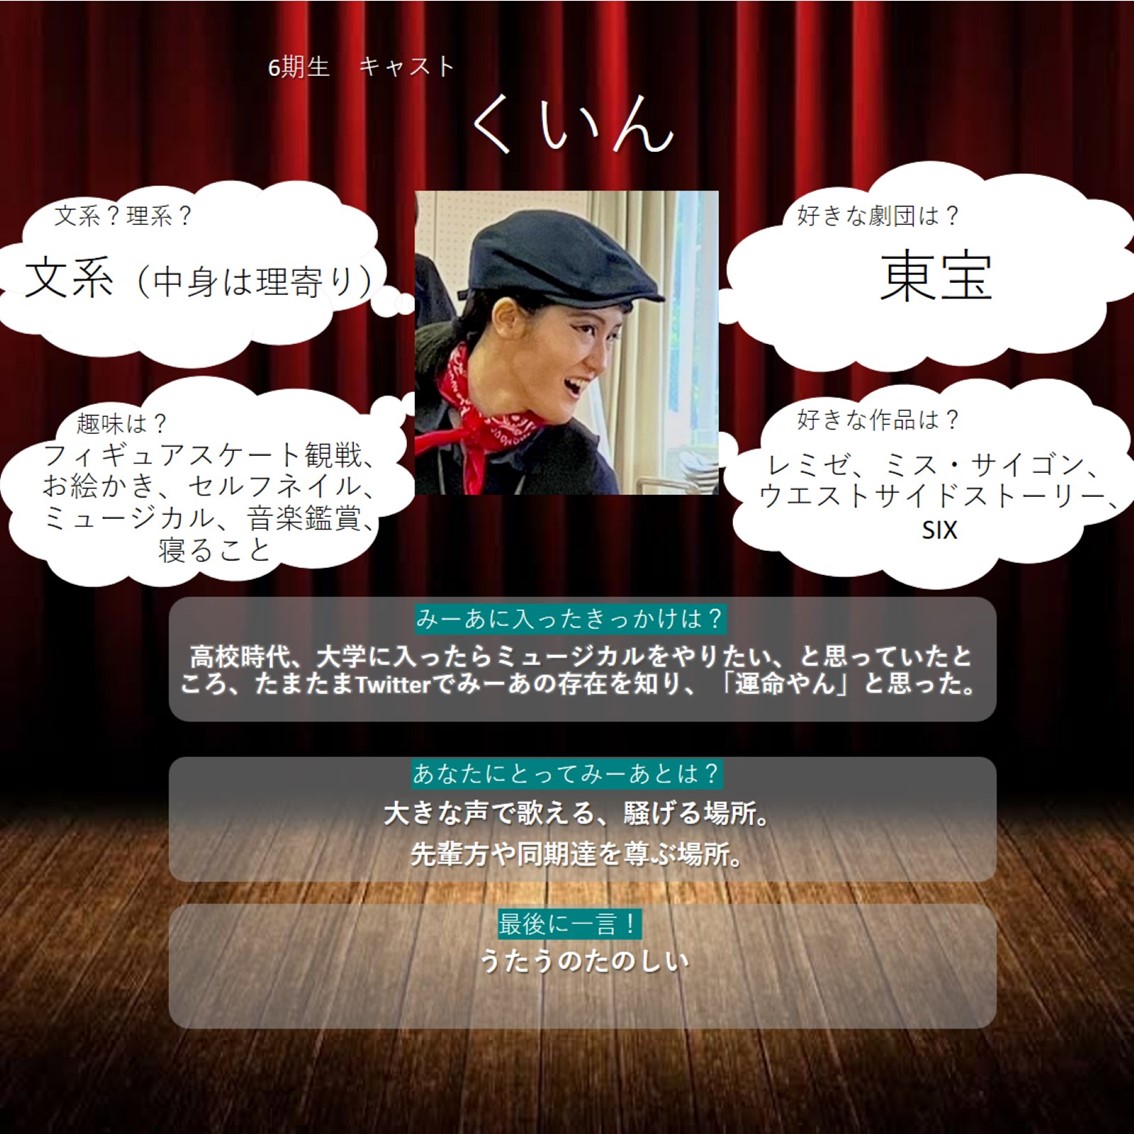 6期生　キャスト
くいん
文系？理系？
文系（中身は理寄り）
好きな劇団は？
東宝
趣味は？
フィギュアスケート観戦、
お絵かき、セルフネイル、
ミュージカル、音楽鑑賞、
寝ること
好きな作品は？
レミゼ、ミス・サイゴン、
ウエストサイドストーリー、
SIX
みーあに入ったきっかけは？
高校時代、大学に入ったらミュージカルをやりたい、と思っていたと
ころ、たまたまTwitterでみーあの存在を知り、「運命やん」と思った。
あなたにとってみーあとは？
大きな声で歌える、騒げる場所。
先輩方や同期達を尊ぶ場所。
最後に一言！
うたうのたのしい